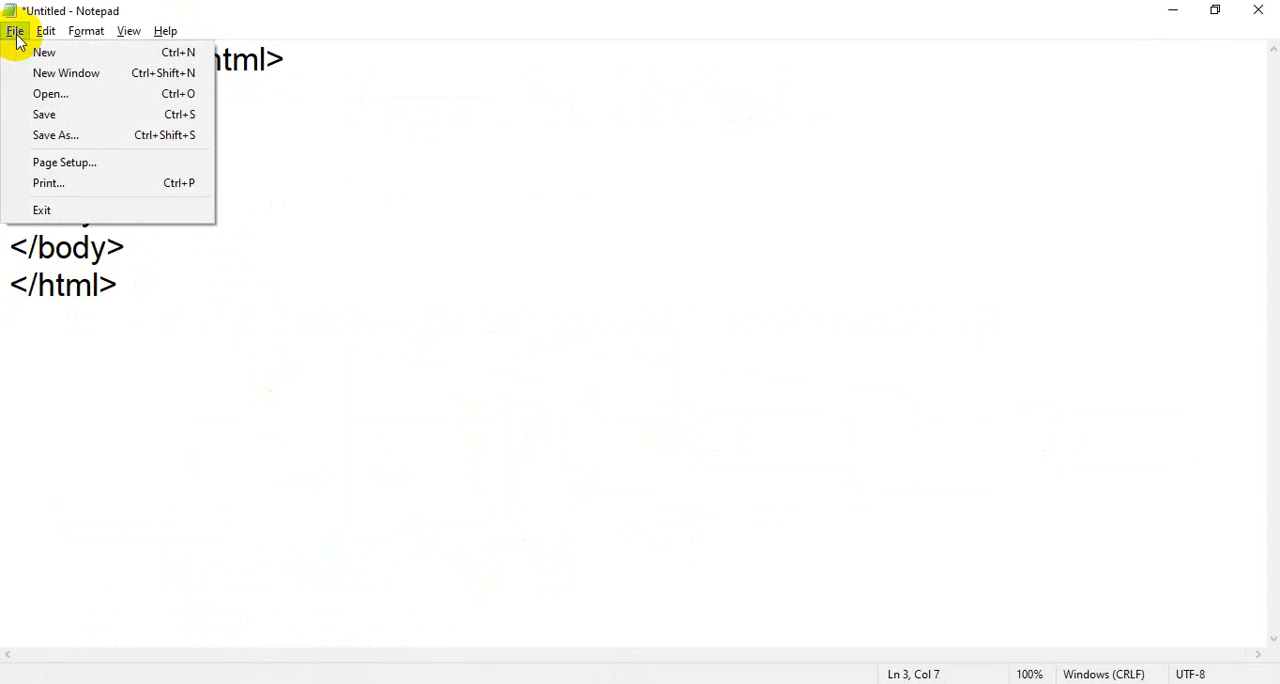 *Untitled - Notepad
File Edit Format View Help
New Ctrl+N
New Window Ctrl+Shift+N
Open... Ctrl+O
Save Ctrl+S
Save As... Ctrl+Shift+S
Page Setup...
Print... Ctrl+P
Exit
html>
</body>
</html>
Ln 3, Col 7 100% Windows (CRLF) UTF-8